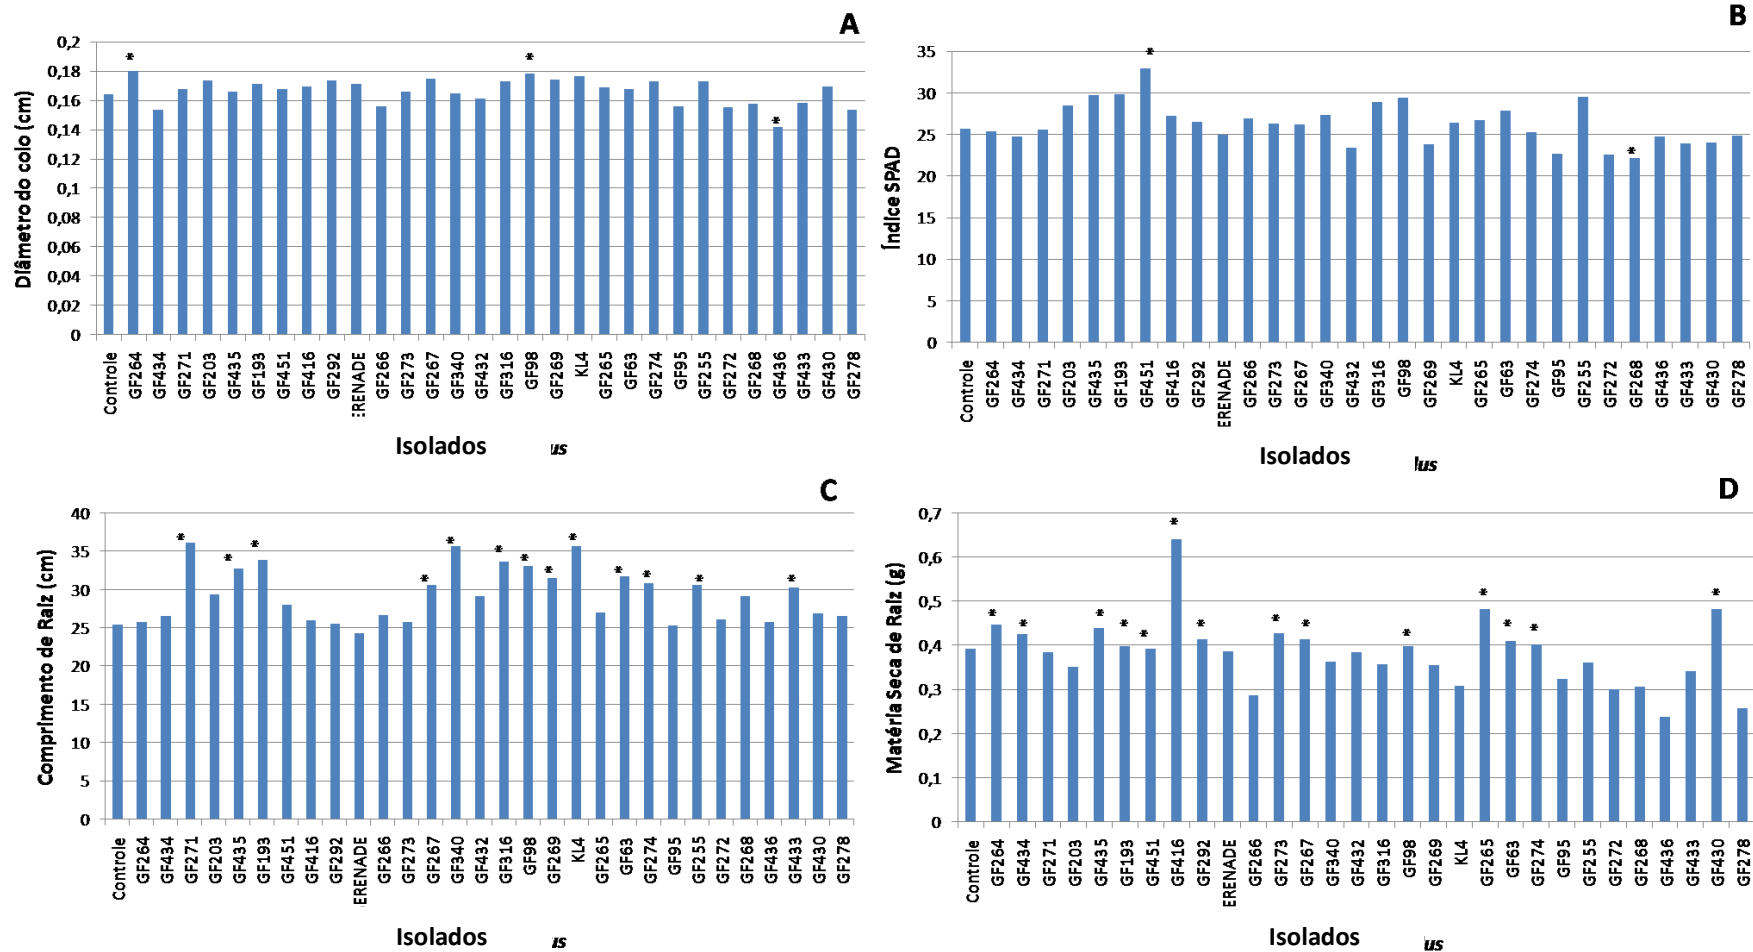 A
0,2
0,18
0,16
0,14
0,12
0,1
0,08
0,06
0,04
0,02
0
Diâmetro do colo (cm)
* * *
Controle GF264 GF434 GF271 GF203 GF435 GF193 GF451 GF416 GF292 ERENADE GF266 GF273 GF267 GF340 GF432 GF316 GF98 GF269 KL4 GF265 GF63 GF274 GF95 GF255 GF272 GF268 GF436 GF433 GF430 GF278
Isolados us
B
35
30
25
20
15
10
5
0
Índice SPAD
* *
Controle GF264 GF434 GF271 GF203 GF435 GF193 GF451 GF416 GF292 ERENADE GF266 GF273 GF267 GF340 GF432 GF316 GF98 GF269 KL4 GF265 GF63 GF274 GF95 GF255 GF272 GF268 GF436 GF433 GF430 GF278
Isolados lus
C
40
35
30
25
20
15
10
5
0
Comprimento de Raiz (cm)
* * * * * * * * * * * * *
Controle GF264 GF434 GF271 GF203 GF435 GF193 GF451 GF416 GF292 ERENADE GF266 GF273 GF267 GF340 GF432 GF316 GF98 GF269 KL4 GF265 GF63 GF274 GF95 GF255 GF272 GF268 GF436 GF433 GF430 GF278
Isolados us
D
0,7
0,6
0,5
0,4
0,3
0,2
0,1
0
Matéria Seca de Raiz (g)
* * * * * * * * * * * * * *
Controle GF264 GF434 GF271 GF203 GF435 GF193 GF451 GF416 GF292 ERENADE GF266 GF273 GF267 GF340 GF432 GF316 GF98 GF269 KL4 GF265 GF63 GF274 GF95 GF255 GF272 GF268 GF436 GF433 GF430 GF278
Isolados us